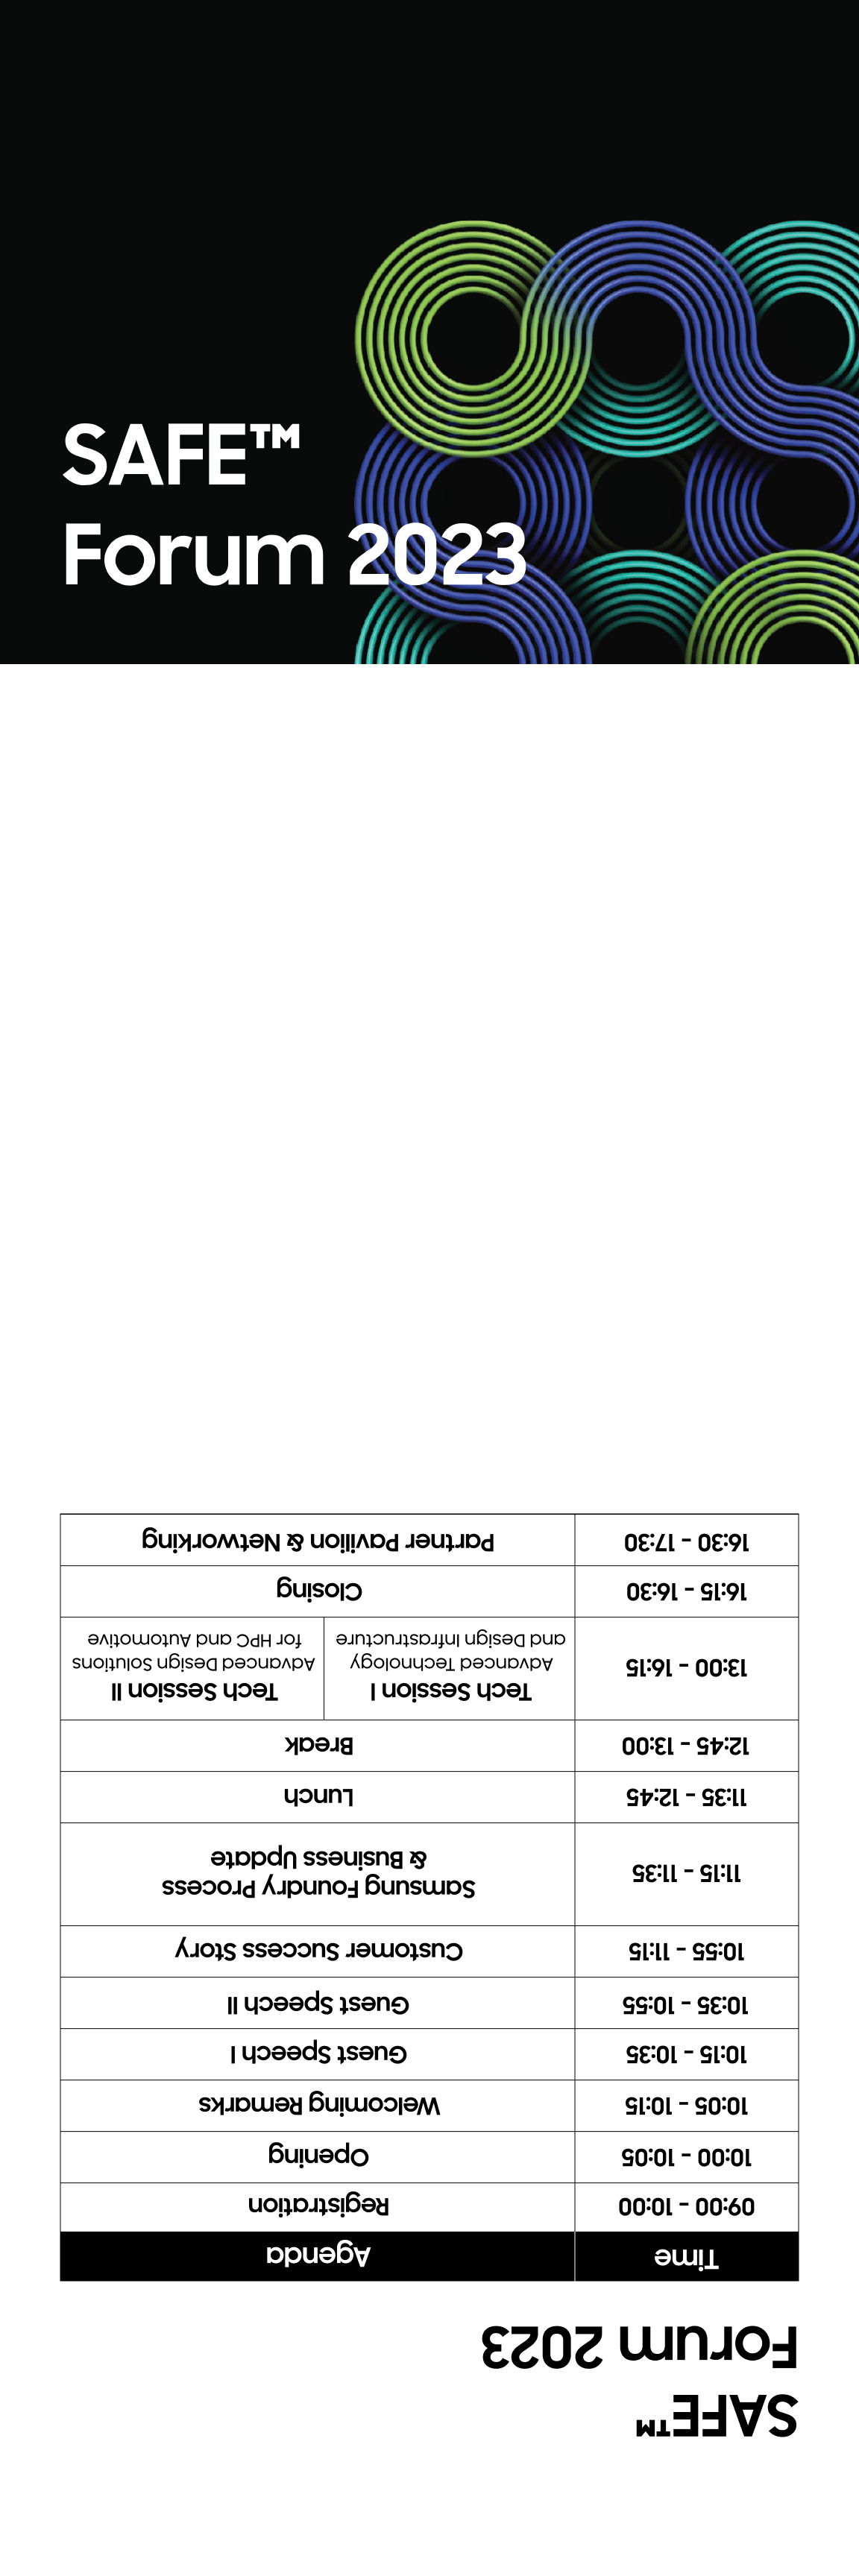 SAFE™
Forum 2023
SAFE™
Forum 2023
Time Agenda
09:00 - 10:00 Registration
10:00 - 10:05 Opening
10:05 - 10:15 Welcoming Remarks
10:15 - 10:35 Guest Speech I
10:35 - 10:55 Guest Speech II
10:55 - 11:15 Customer Success Story
11:15 - 11:35 Samsung Foundry Process
& Business Update
11:35 - 12:45 Lunch
12:45 - 13:00 Break
13:00 - 16:15 Tech Session I
Advanced Technology
and Design Infrastructure
Tech Session II
Advanced Design Solutions
for HPC and Automotive
16:15 - 16:30 Closing
16:30 - 17:30 Partner Pavilion & Networking